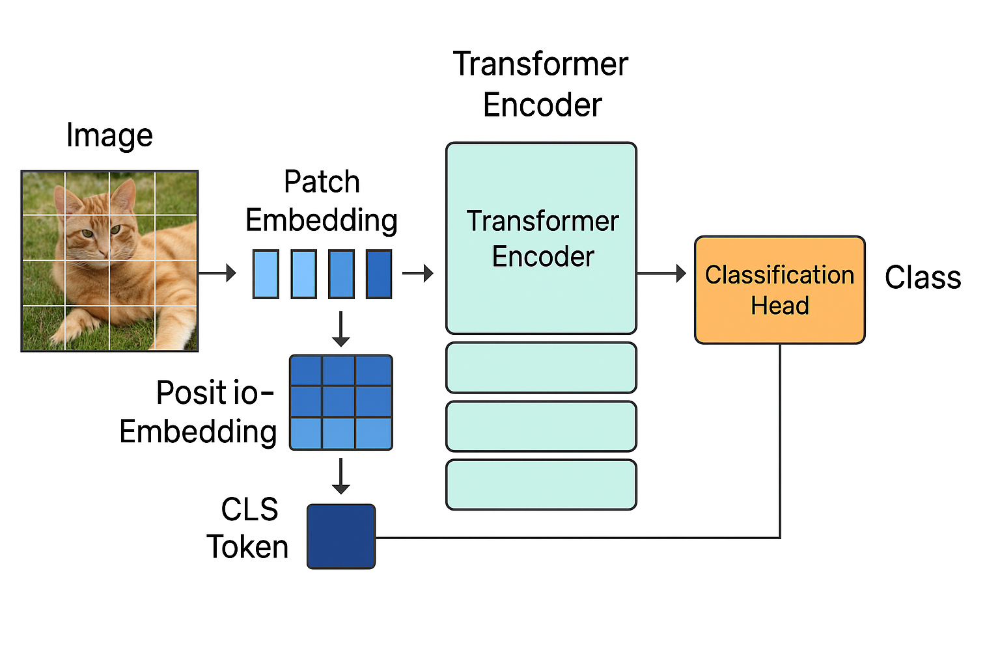 Image
Patch
Embedding
Transformer
Encoder
Transformer
Encoder
Classification
Head
Class
Posit io-
Embedding
CLS
Token